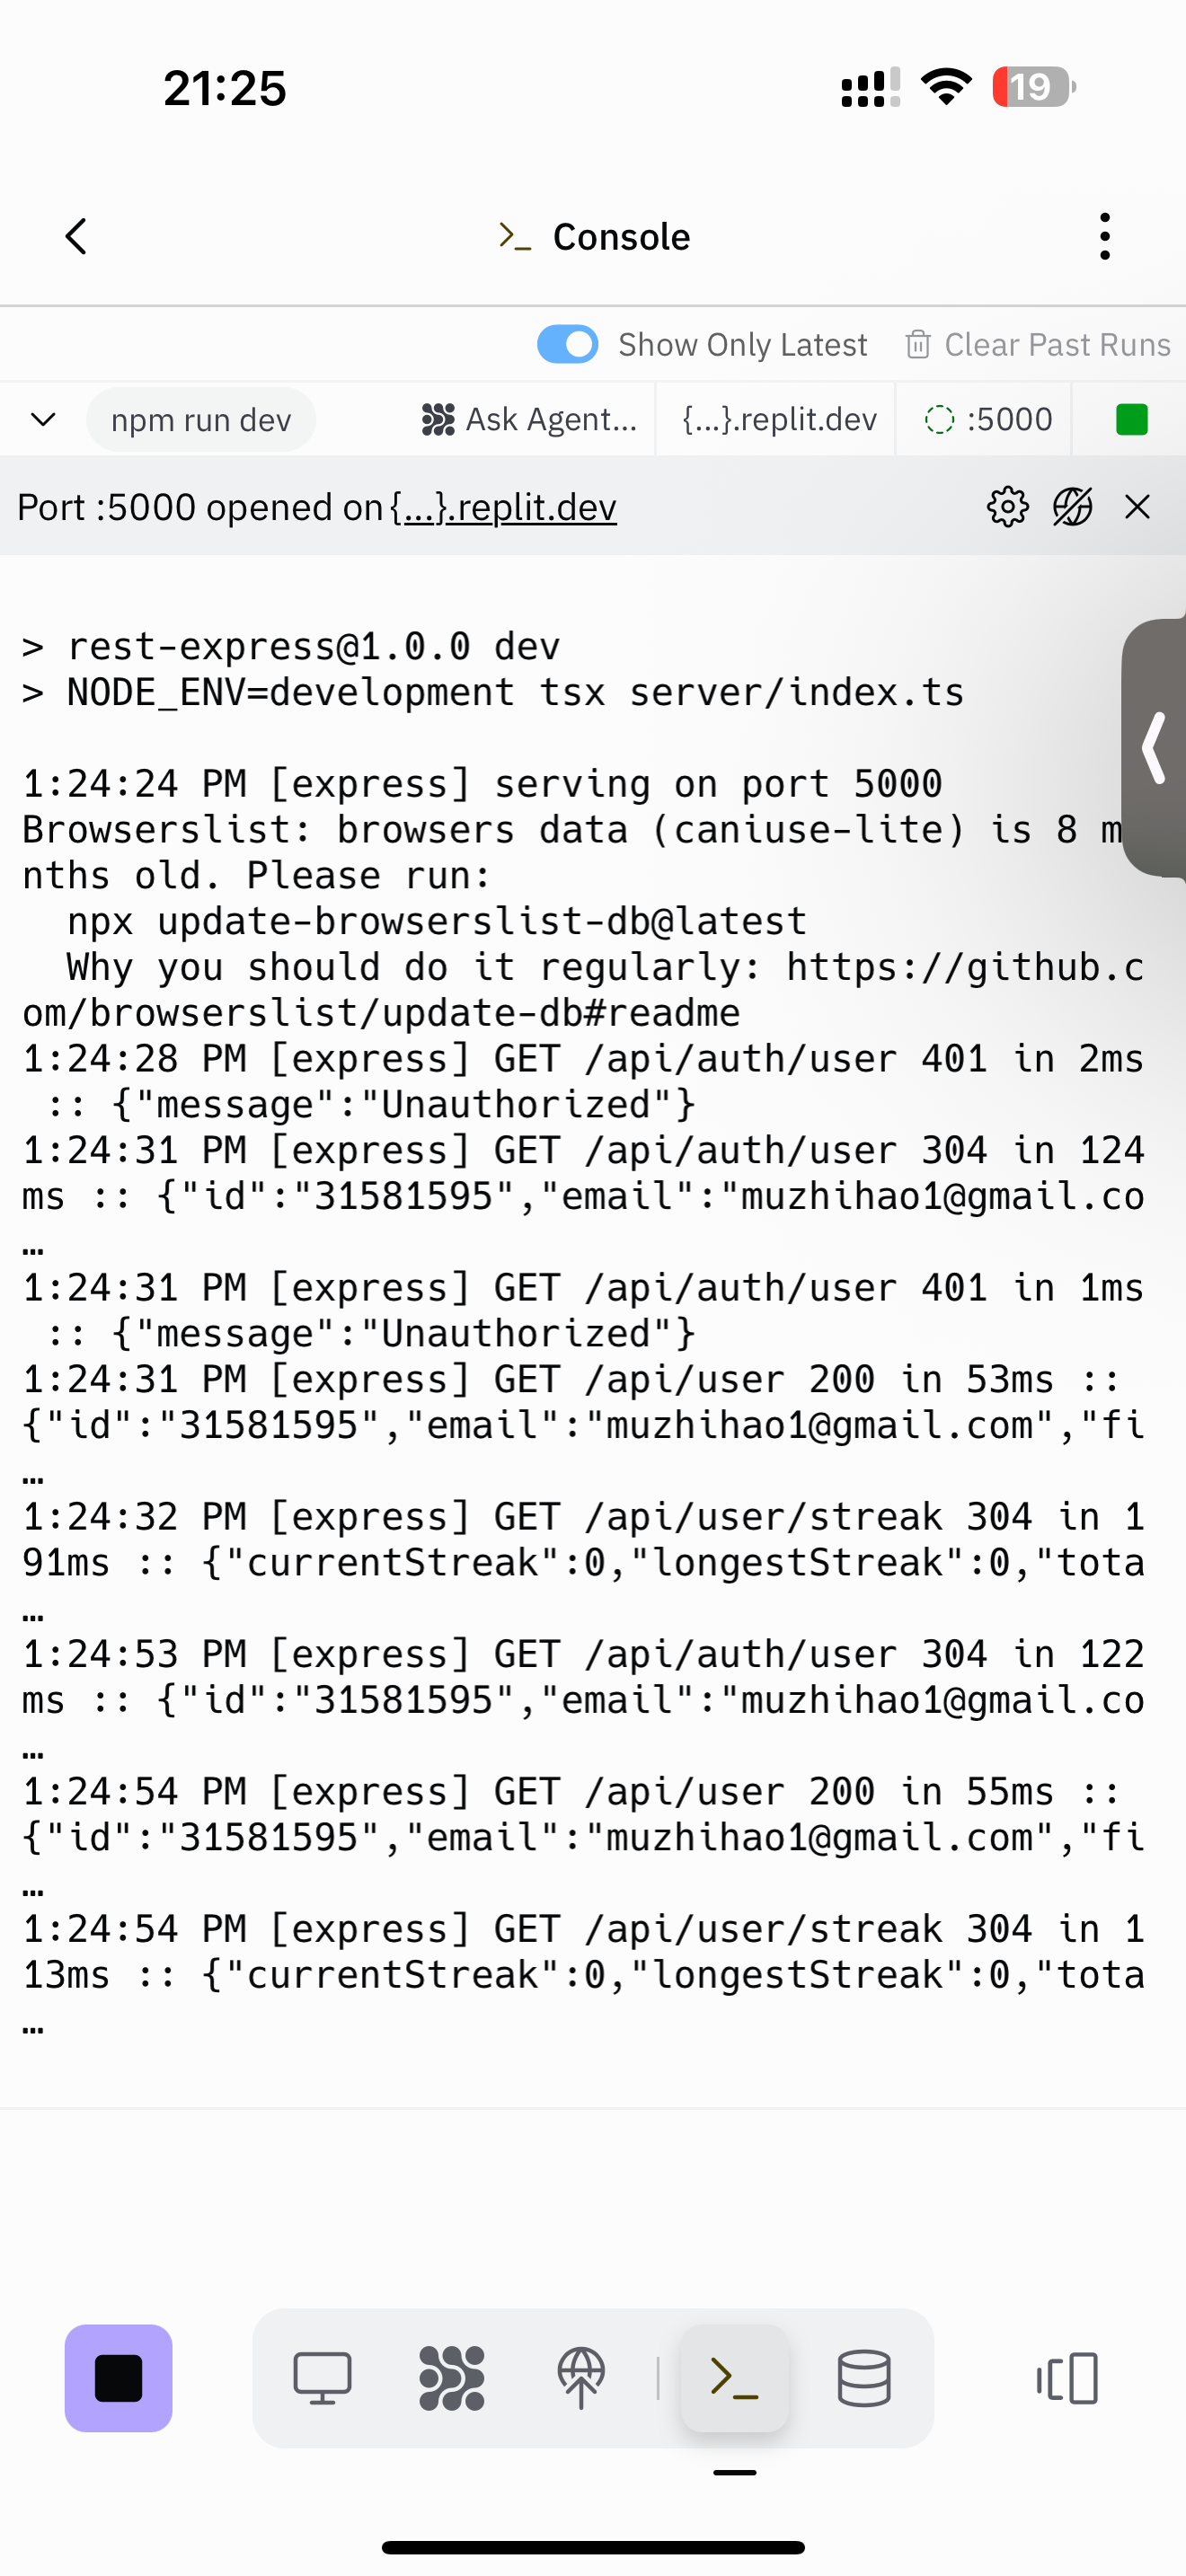 21:25
19
>_ Console
Show Only Latest
Clear Past Runs
npm run dev
Ask Agent...
{...}.replit.dev
:5000
Port :5000 opened on {...}.replit.dev
> rest-express@1.0.0 dev
> NODE_ENV=development tsx server/index.ts
1:24:24 PM [express] serving on port 5000
Browserslist: browsers data (caniuse-lite) is 8 m
nths old. Please run:
npx update-browserslist-db@latest
Why you should do it regularly: https://github.c
om/browserslist/update-db#readme
1:24:28 PM [express] GET /api/auth/user 401 in 2ms
:: {"message":"Unauthorized"}
1:24:31 PM [express] GET /api/auth/user 304 in 124
ms :: {"id":"31581595","email":"muzhihao1@gmail.co
…
1:24:31 PM [express] GET /api/auth/user 401 in 1ms
:: {"message":"Unauthorized"}
1:24:31 PM [express] GET /api/user 200 in 53ms ::
{"id":"31581595","email":"muzhihao1@gmail.com","fi
…
1:24:32 PM [express] GET /api/user/streak 304 in 1
91ms :: {"currentStreak":0,"longestStreak":0,"tota
…
1:24:53 PM [express] GET /api/auth/user 304 in 122
ms :: {"id":"31581595","email":"muzhihao1@gmail.co
…
1:24:54 PM [express] GET /api/user 200 in 55ms ::
{"id":"31581595","email":"muzhihao1@gmail.com","fi
…
1:24:54 PM [express] GET /api/user/streak 304 in 1
13ms :: {"currentStreak":0,"longestStreak":0,"tota
…